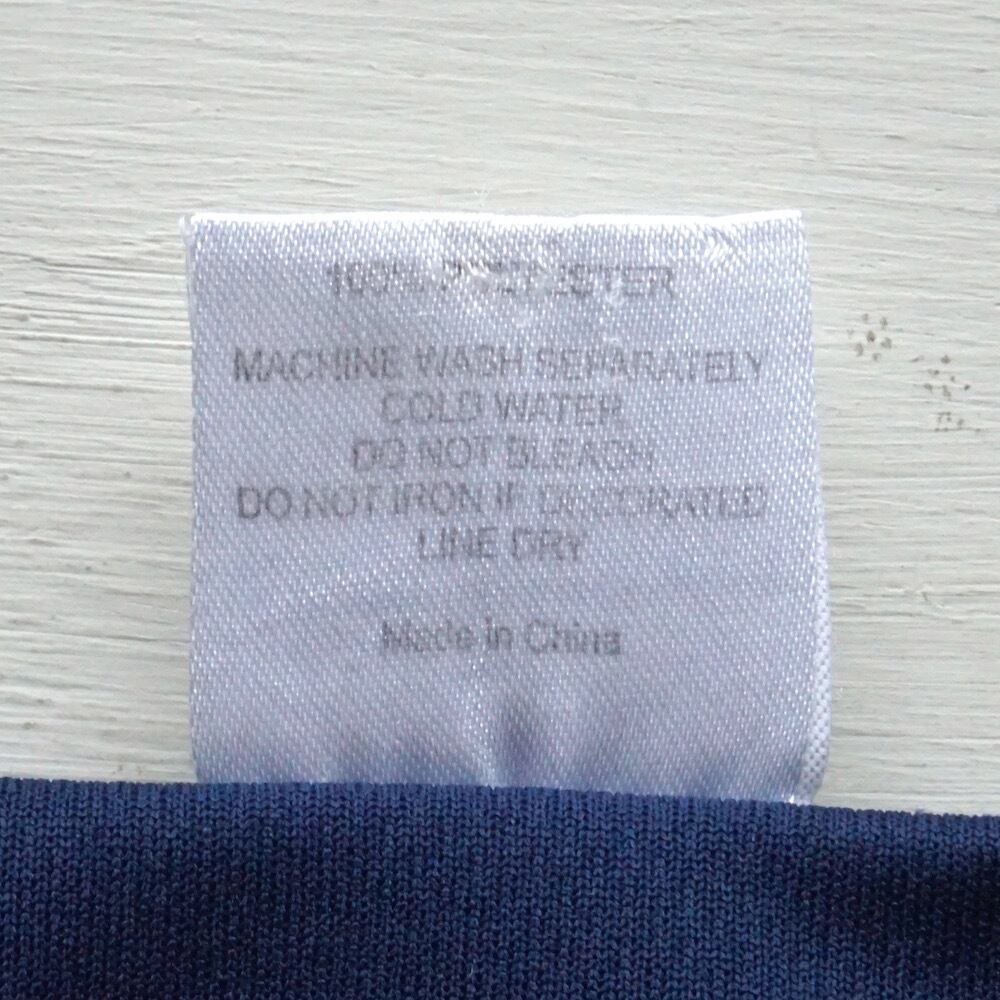 100% POLYESTER
MACHINE WASH SEPARATELY
COLD WATER
DO NOT BLEACH
DO NOT IRON IF DECORATED
LINE DRY
Made in China